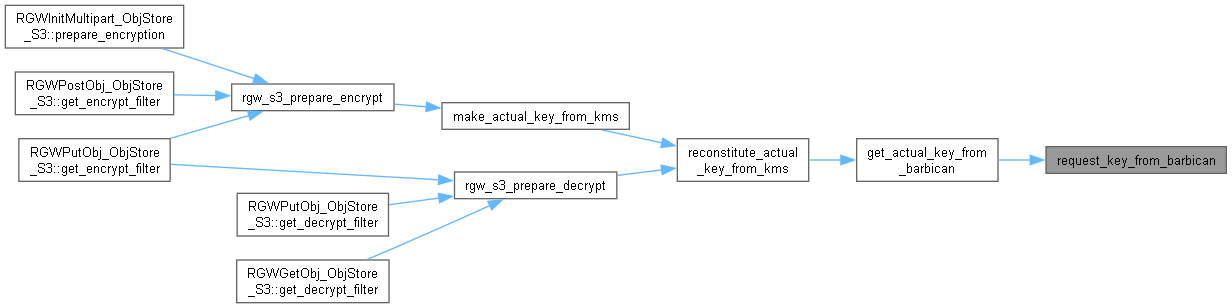 RGWInitMultipart_ObjStore
_S3::prepare_encryption
RGWPostObj_ObjStore
_S3::get_encrypt_filter
RGWPutObj_ObjStore
_S3::get_encrypt_filter
rgw_s3_prepare_encrypt
make_actual_key_from_kms
rgw_s3_prepare_decrypt
RGWPutObj_ObjStore
_S3::get_decrypt_filter
RGWGetObj_ObjStore
_S3::get_decrypt_filter
reconstitute_actual
_key_from_kms
get_actual_key_from
_barbican
request_key_from_barbican